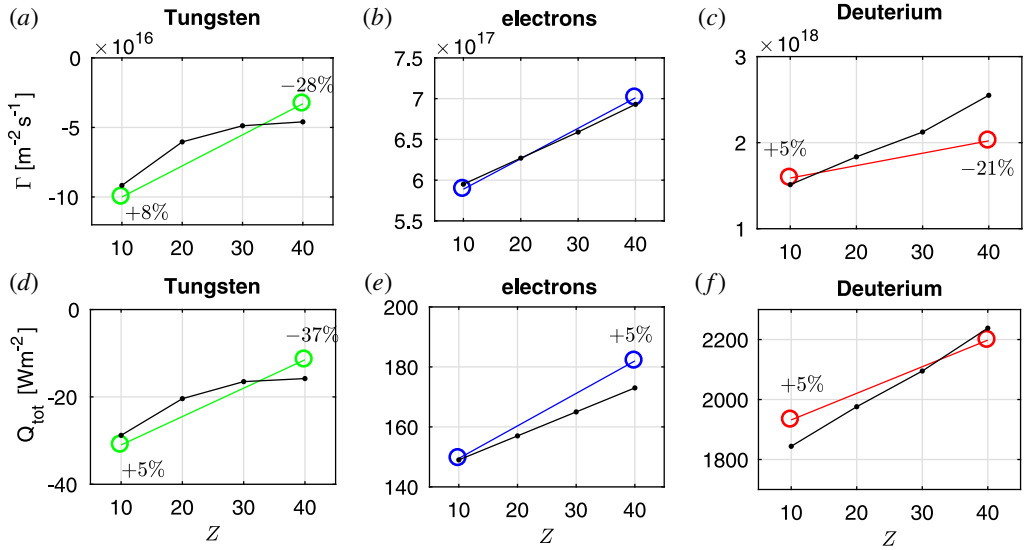 (a)
Tungsten
×10^16
0
-5
-10
Γ [m⁻² s⁻¹]
−28%
+8%
10 20 30 40
(b)
electrons
×10^17
7.5
7
6.5
6
5.5
10 20 30 40
(c)
Deuterium
×10^18
3
2
1
+5%
−21%
10 20 30 40
(d)
Tungsten
0
-20
-40
Q_tot [Wm⁻²]
−37%
+5%
10 20 30 40
Z
(e)
electrons
200
180
160
140
+5%
10 20 30 40
Z
(f)
Deuterium
2200
2000
1800
+5%
10 20 30 40
Z